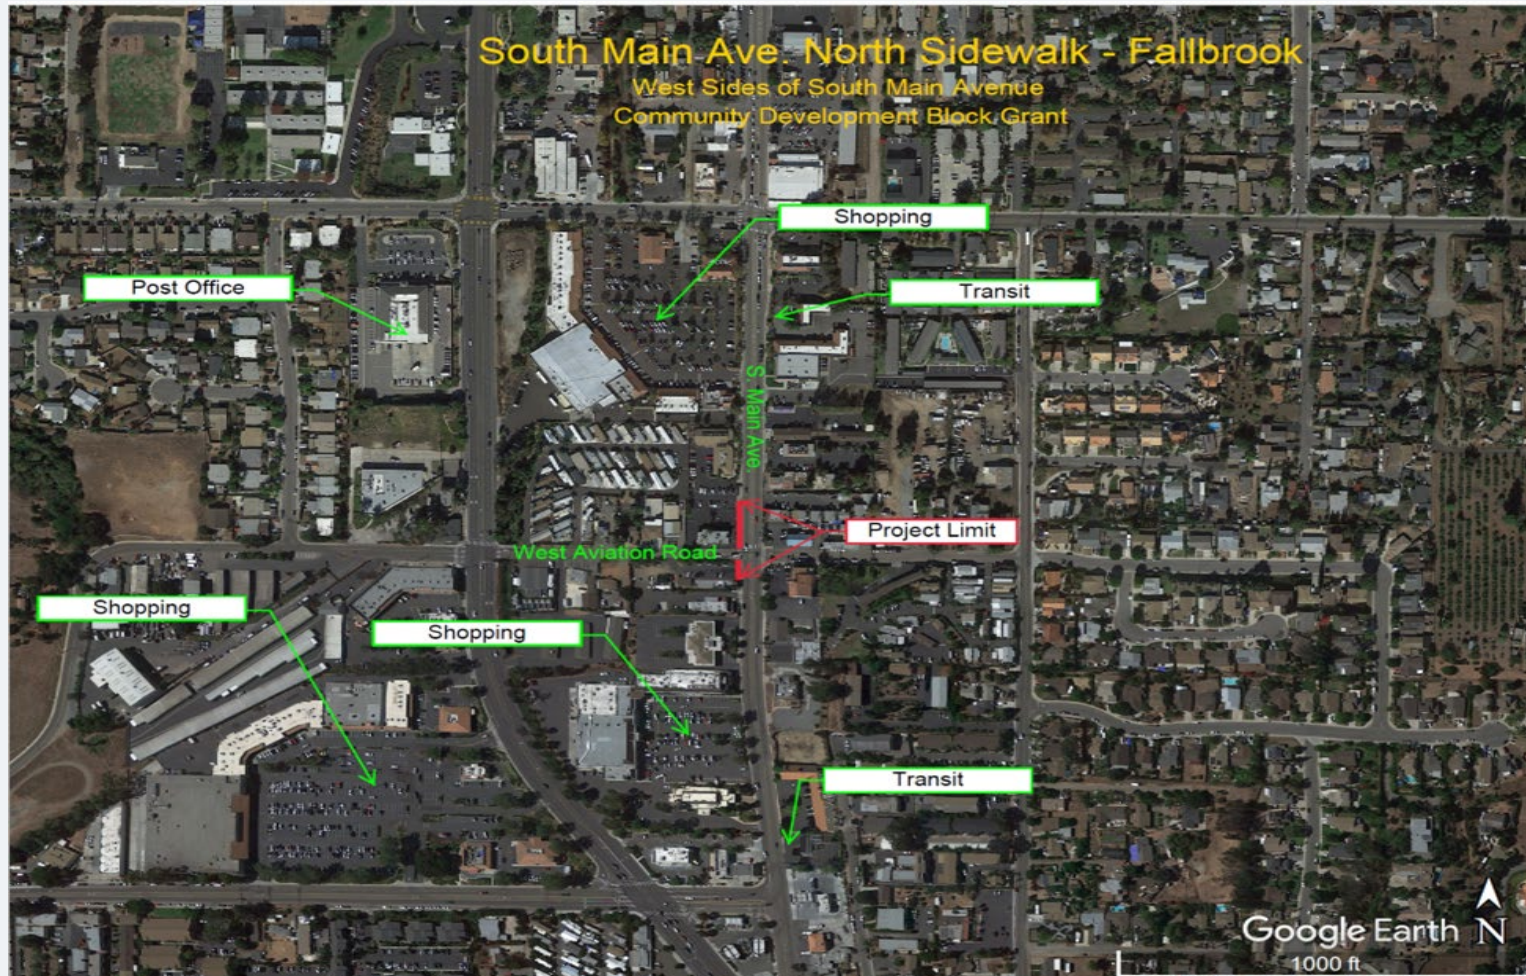 South Main Ave. North Sidewalk - Fallbrook
West Sides of South Main Avenue
Community Development Block Grant
Shopping
Post Office
Transit
S. Main Ave.
Project Limit
West Aviation Road
Shopping
Shopping
Transit
Google Earth
N
1000 ft